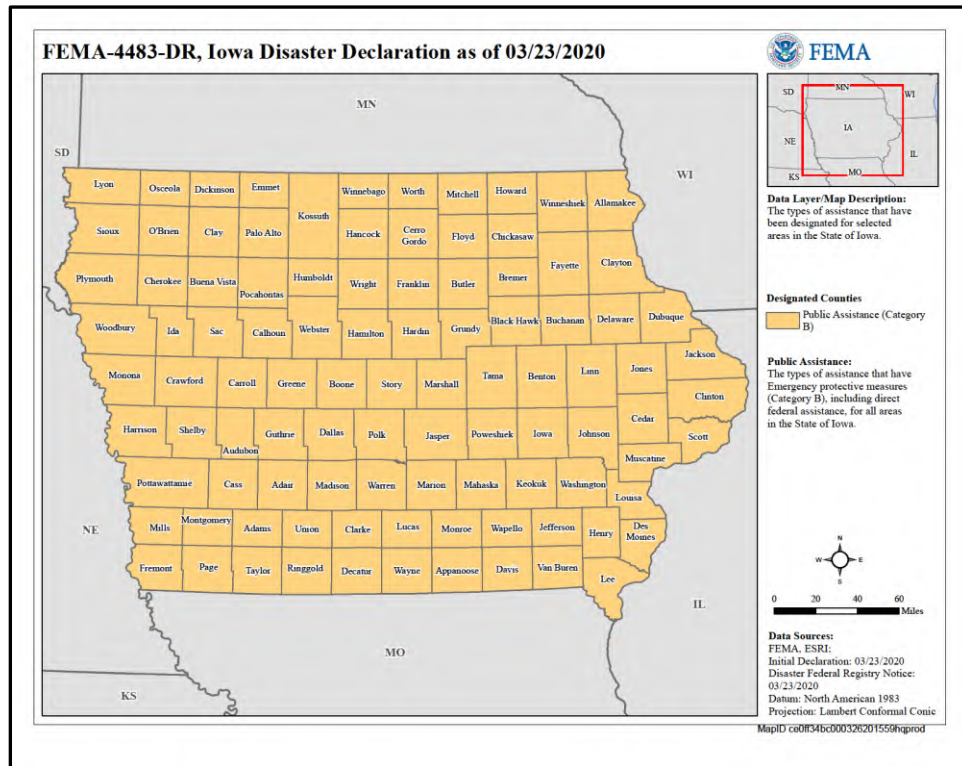 FEMA-4483-DR, Iowa Disaster Declaration as of 03/23/2020
FEMA
MN
SD
WI
NE
IL
MO
KS
Lyon
Osceola
Dickinson
Emmet
Kossuth
Winnebago
Worth
Mitchell
Howard
Winneshiek
Allamakee
Sioux
O'Brien
Clay
Palo Alto
Hancock
Cerro
Gordo
Floyd
Chickasaw
Fayette
Clayton
Plymouth
Cherokee
Buena Vista
Pocahontas
Humboldt
Wright
Franklin
Butler
Bremer
Woodbury
Ida
Sac
Calhoun
Webster
Hamilton
Hardin
Grundy
Black Hawk
Buchanan
Delaware
Dubuque
Monona
Crawford
Carroll
Greene
Boone
Story
Marshall
Tama
Benton
Linn
Jones
Jackson
Clinton
Harrison
Shelby
Audubon
Guthrie
Dallas
Polk
Jasper
Poweshiek
Iowa
Johnson
Cedar
Scott
Muscatine
Pottawattamie
Cass
Adair
Madison
Warren
Marion
Mahaska
Keokuk
Washington
Louisa
Mills
Montgomery
Adams
Union
Clarke
Lucas
Monroe
Wapello
Jefferson
Henry
Des
Moines
Fremont
Page
Taylor
Ringgold
Decatur
Wayne
Appanoose
Davis
Van Buren
Lee
SD
MN
WI
IA
NE
IL
KS
MO
Data Layer/Map Description:
The types of assistance that have
been designated for selected
areas in the State of Iowa.
Designated Counties
Public Assistance (Category
B)
Public Assistance:
The types of assistance that have
Emergency protective measures
(Category B), including direct
federal assistance, for all areas
in the State of Iowa.
N
W E
S
0 20 40 60
Miles
Data Sources:
FEMA, ESRI;
Initial Declaration: 03/23/2020
Disaster Federal Registry Notice:
03/23/2020
Datum: North American 1983
Projection: Lambert Conformal Conic
MapID ce0ff34bc000326201559hqprod